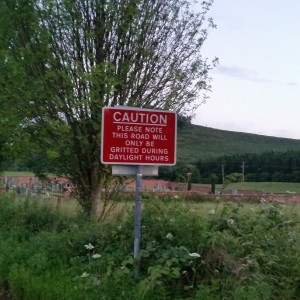 CAUTION
PLEASE NOTE
THIS ROAD WILL
ONLY BE
GRITTED DURING
DAYLIGHT HOURS